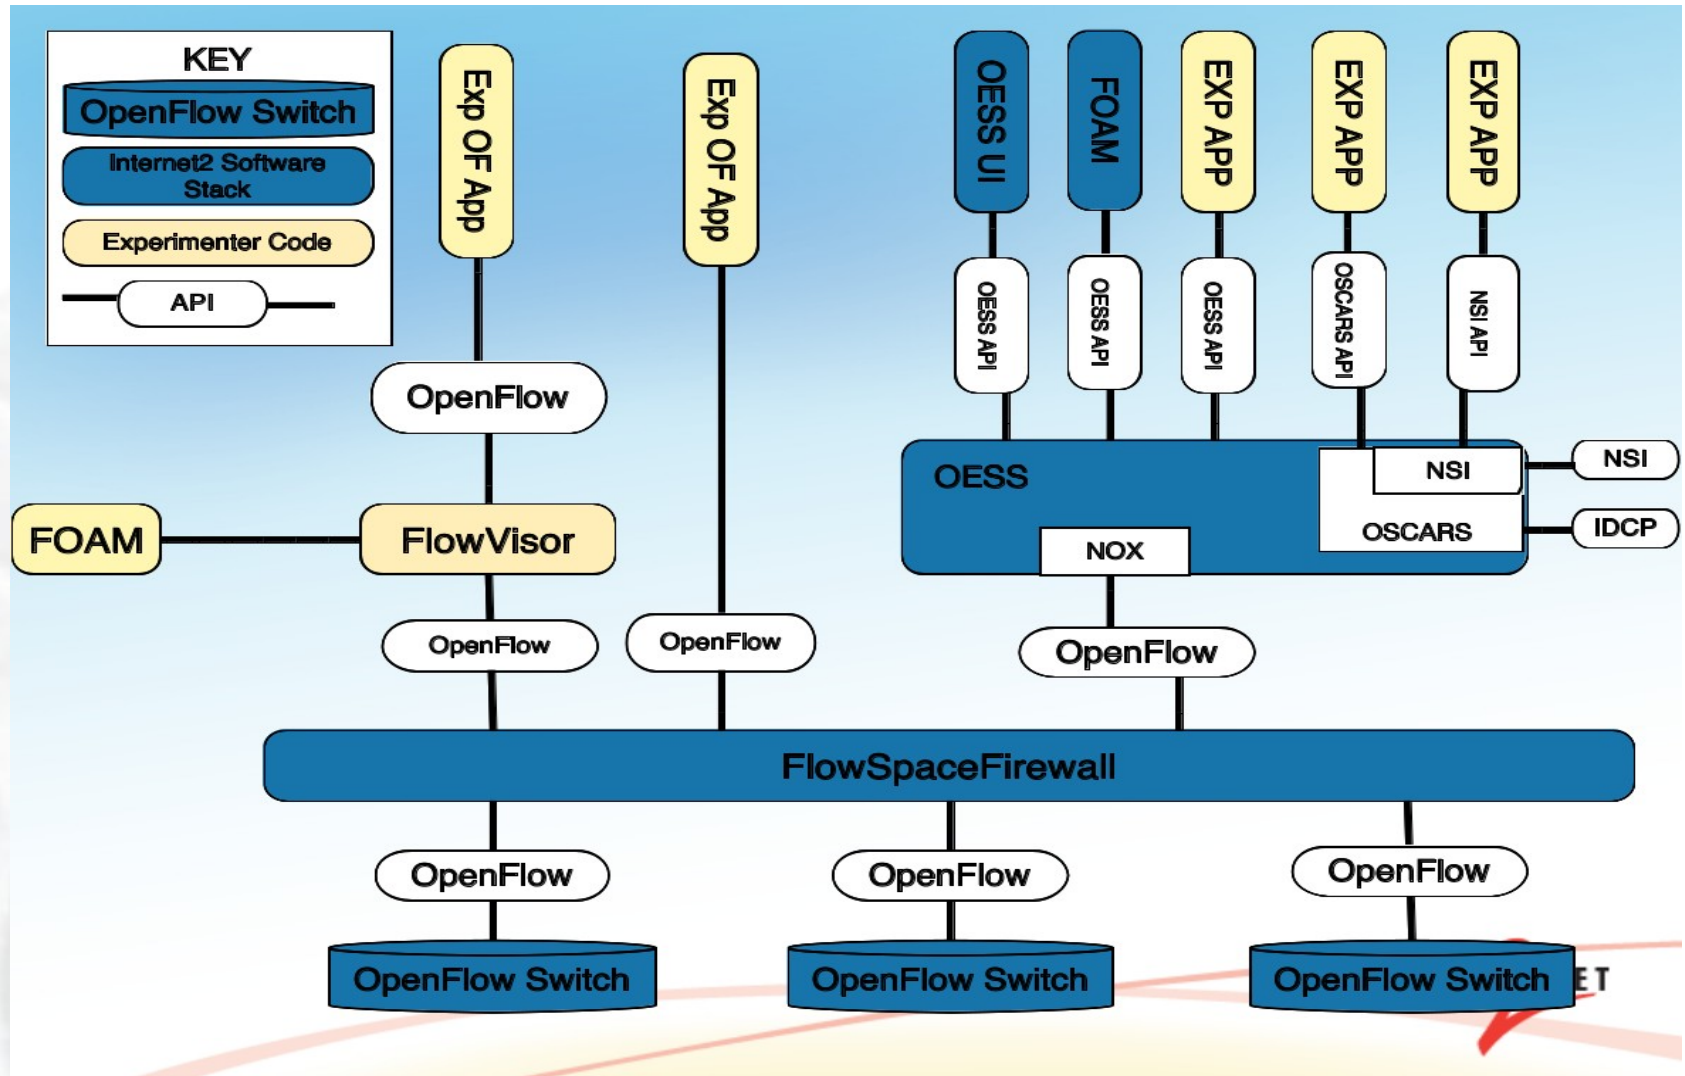 KEY
OpenFlow Switch
Internet2 Software
Stack
Experimenter Code
API
Exp OF App
Exp OF App
OESS UI
FOAM
EXP APP
EXP APP
EXP APP
OESS API
OESS API
OESS API
OSCARS API
NSI API
OpenFlow
OESS
NSI
NSI
OSCARS
IDCP
NOX
FOAM
FlowVisor
OpenFlow
OpenFlow
OpenFlow
FlowSpaceFirewall
OpenFlow
OpenFlow
OpenFlow
OpenFlow Switch
OpenFlow Switch
OpenFlow Switch
ET